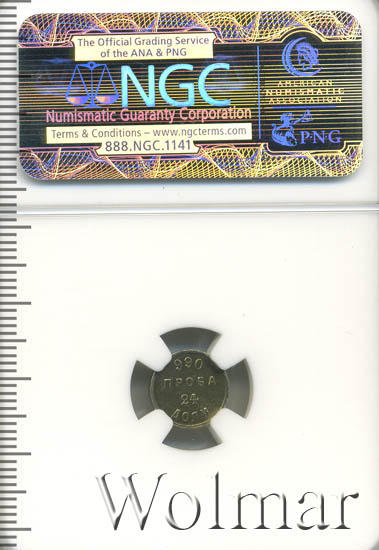 The Official Grading Service
of the ANA & PNG
NGC
Numismatic Guaranty Corporation
Terms & Conditions – www.ngcterms.com
888.NGC.1141
AMERICAN
NUMISMATIC
ASSOCIATION
P·N·G
990
ПРОБА
24
ДОЛИ
Wolmar